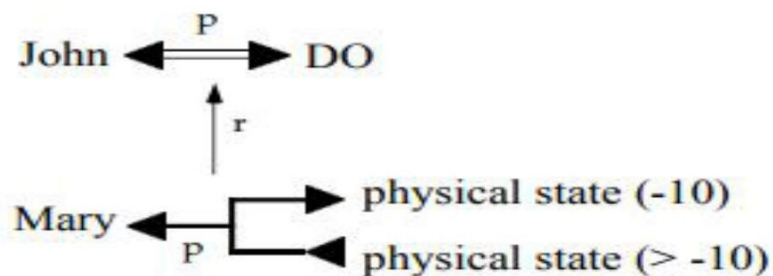 P
John DO
r
physical state (-10)
Mary
P
physical state (> -10)